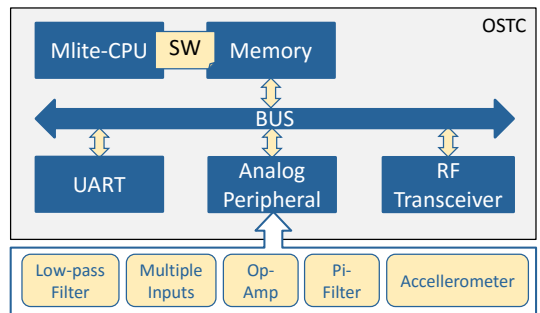 OSTC
Mlite-CPU
SW
Memory
BUS
UART
Analog
Peripheral
RF
Transceiver
Low-pass
Filter
Multiple
Inputs
Op-
Amp
Pi-
Filter
Accellerometer